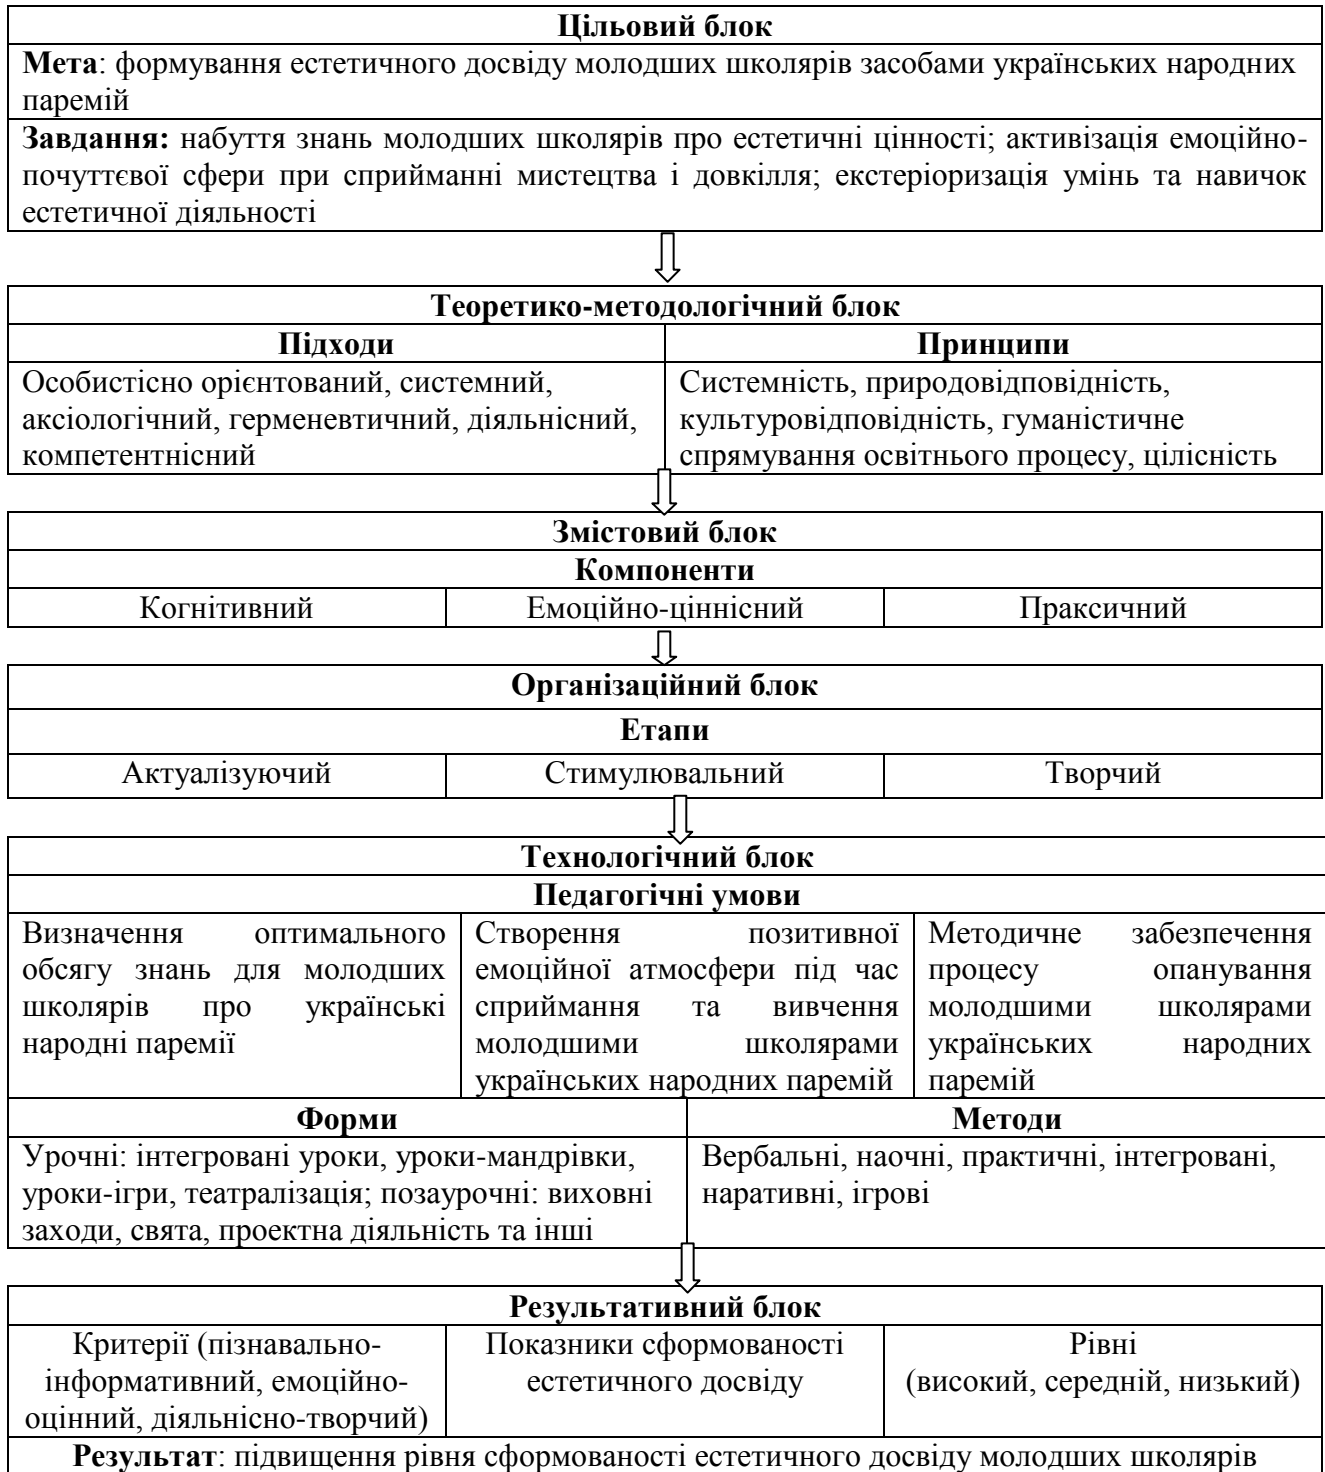 Цільовий блок
Мета: формування естетичного досвіду молодших школярів засобами українських народних
паремій
Завдання: набуття знань молодших школярів про естетичні цінності; активізація емоційно-
почуттєвої сфери при сприйманні мистецтва і довкілля; екстеріоризація умінь та навичок
естетичної діяльності
Теоретико-методологічний блок
Підходи
Особистісно орієнтований, системний,
аксіологічний, герменевтичний, діяльнісний,
компетентнісний
Принципи
Системність, природовідповідність,
культуровідповідність, гуманістичне
спрямування освітнього процесу, цілісність
Змістовий блок
Компоненти
Когнітивний
Емоційно-ціннісний
Праксичний
Організаційний блок
Етапи
Актуалізуючий
Стимулювальний
Творчий
Технологічний блок
Педагогічні умови
Визначення оптимального
обсягу знань для молодших
школярів про українські
народні паремії
Створення позитивної
емоційної атмосфери під час
сприймання та вивчення
молодшими школярами
українських народних паремій
Методичне забезпечення
процесу опанування
молодшими школярами
українських народних
паремій
Форми
Урочні: інтегровані уроки, уроки-мандрівки,
уроки-ігри, театралізація; позаурочні: виховні
заходи, свята, проектна діяльність та інші
Методи
Вербальні, наочні, практичні, інтегровані,
наративні, ігрові
Результативний блок
Критерії (пізнавально-
інформативний, емоційно-
оцінний, діяльнісно-творчий)
Показники сформованості
естетичного досвіду
Рівні
(високий, середній, низький)
Результат: підвищення рівня сформованості естетичного досвіду молодших школярів